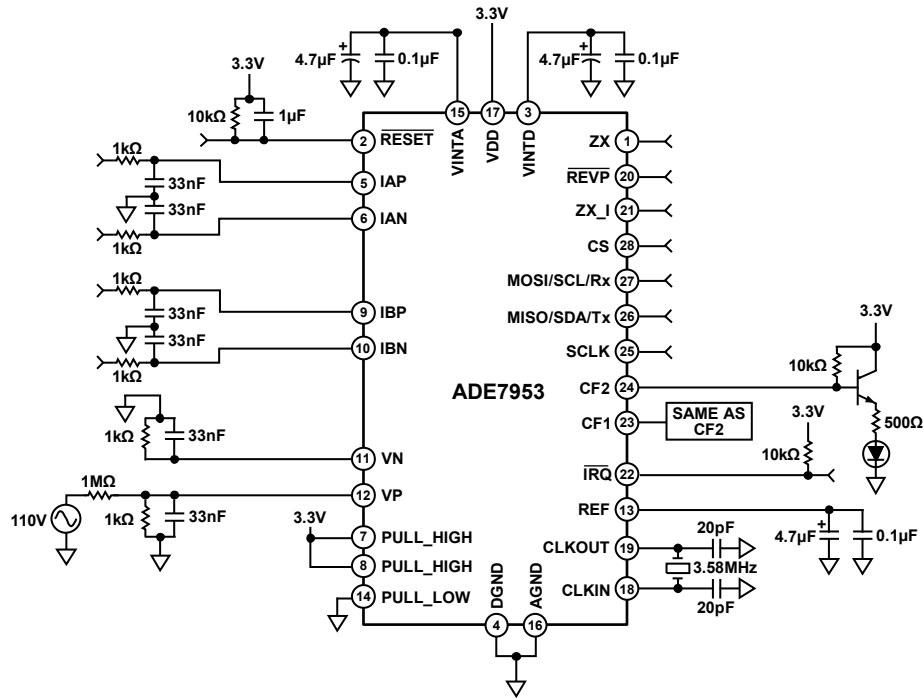 3.3V
4.7µF
+
0.1µF
4.7µF
+
0.1µF
3.3V
10kΩ
1µF
15
17
3
VINTA
VDD
VINTD
2
RESET
1kΩ
33nF
5
IAP
33nF
6
IAN
1kΩ
1kΩ
33nF
9
IBP
33nF
10
IBN
1kΩ
1kΩ
33nF
11
VN
1MΩ
12
VP
110V
1kΩ
33nF
3.3V
7
PULL_HIGH
8
PULL_HIGH
14
PULL_LOW
ADE7953
DGND
AGND
4
16
ZX
1
REVP
20
ZX_I
21
CS
28
MOSI/SCL/Rx
27
MISO/SDA/Tx
26
SCLK
25
3.3V
10kΩ
CF2
24
500Ω
CF1
23
SAME AS
CF2
3.3V
10kΩ
IRQ
22
REF
13
4.7µF
+
0.1µF
20pF
CLKOUT
19
3.58MHz
CLKIN
18
20pF